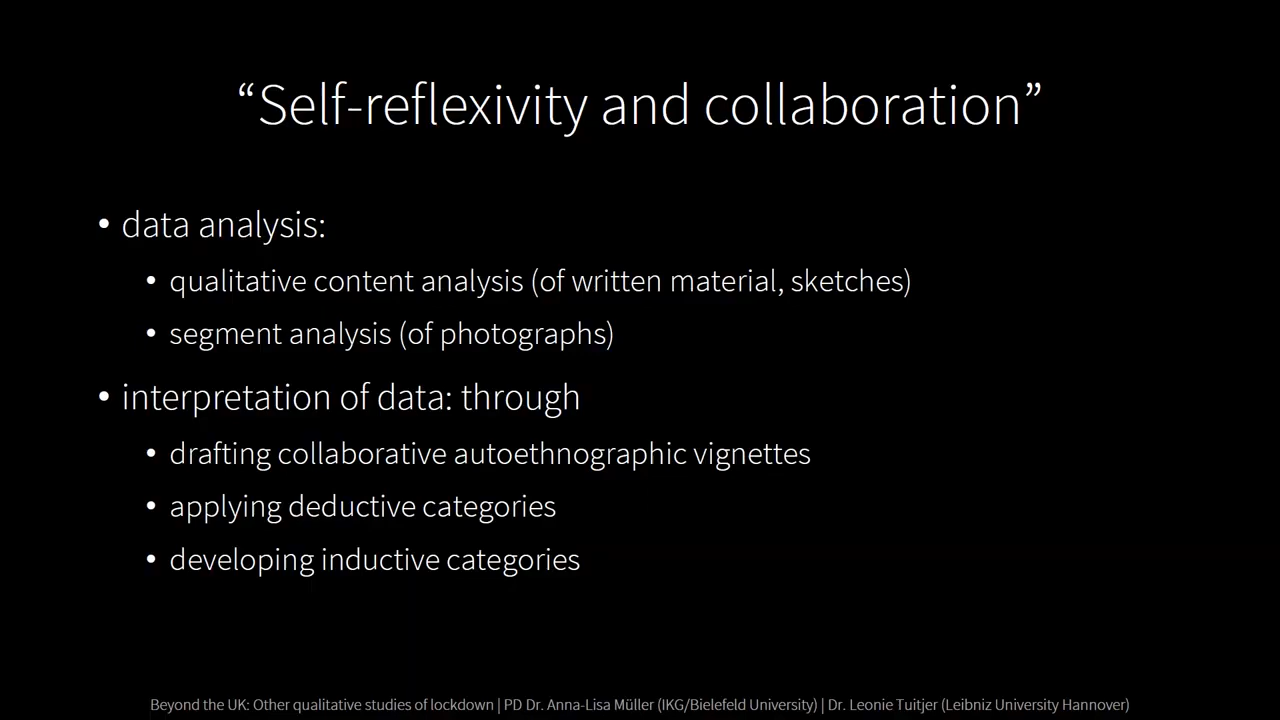 “Self-reflexivity and collaboration”
• data analysis:
• qualitative content analysis (of written material, sketches)
• segment analysis (of photographs)
• interpretation of data: through
• drafting collaborative autoethnographic vignettes
• applying deductive categories
• developing inductive categories
Beyond the UK: Other qualitative studies of lockdown | PD Dr. Anna-Lisa Müller (IKG/Bielefeld University) | Dr. Leonie Tuitjer (Leibniz University Hannover)